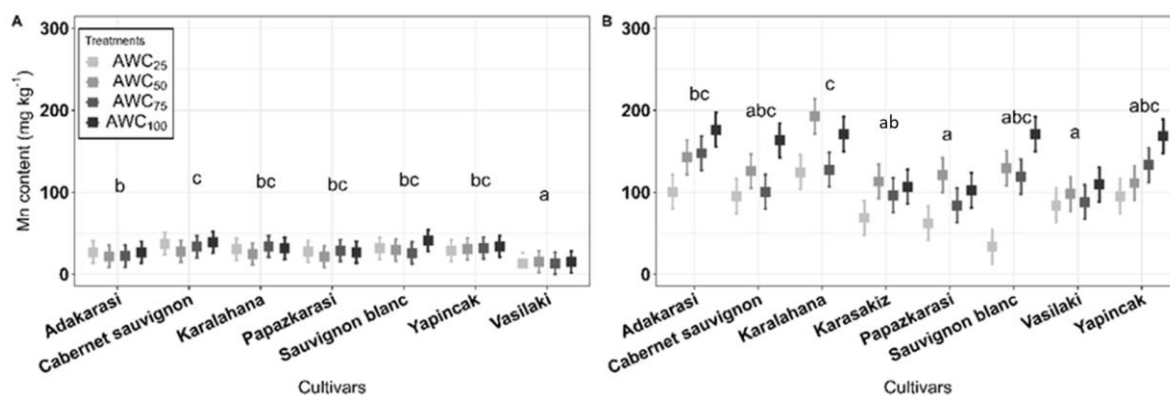 A
Mn content (mg kg⁻¹)
300
200
100
0
Treatments
AWC₂₅
AWC₅₀
AWC₇₅
AWC₁₀₀
b c bc bc bc bc a
Adakarasi Cabernet sauvignon Karalahana Papazkarasi Sauvignon blanc Yapincak Vasilaki
Cultivars
B
300
200
100
0
bc abc c ab a abc a abc
Adakarasi Cabernet sauvignon Karalahana Karasakiz Papazkarasi Sauvignon blanc Vasilaki Yapincak
Cultivars